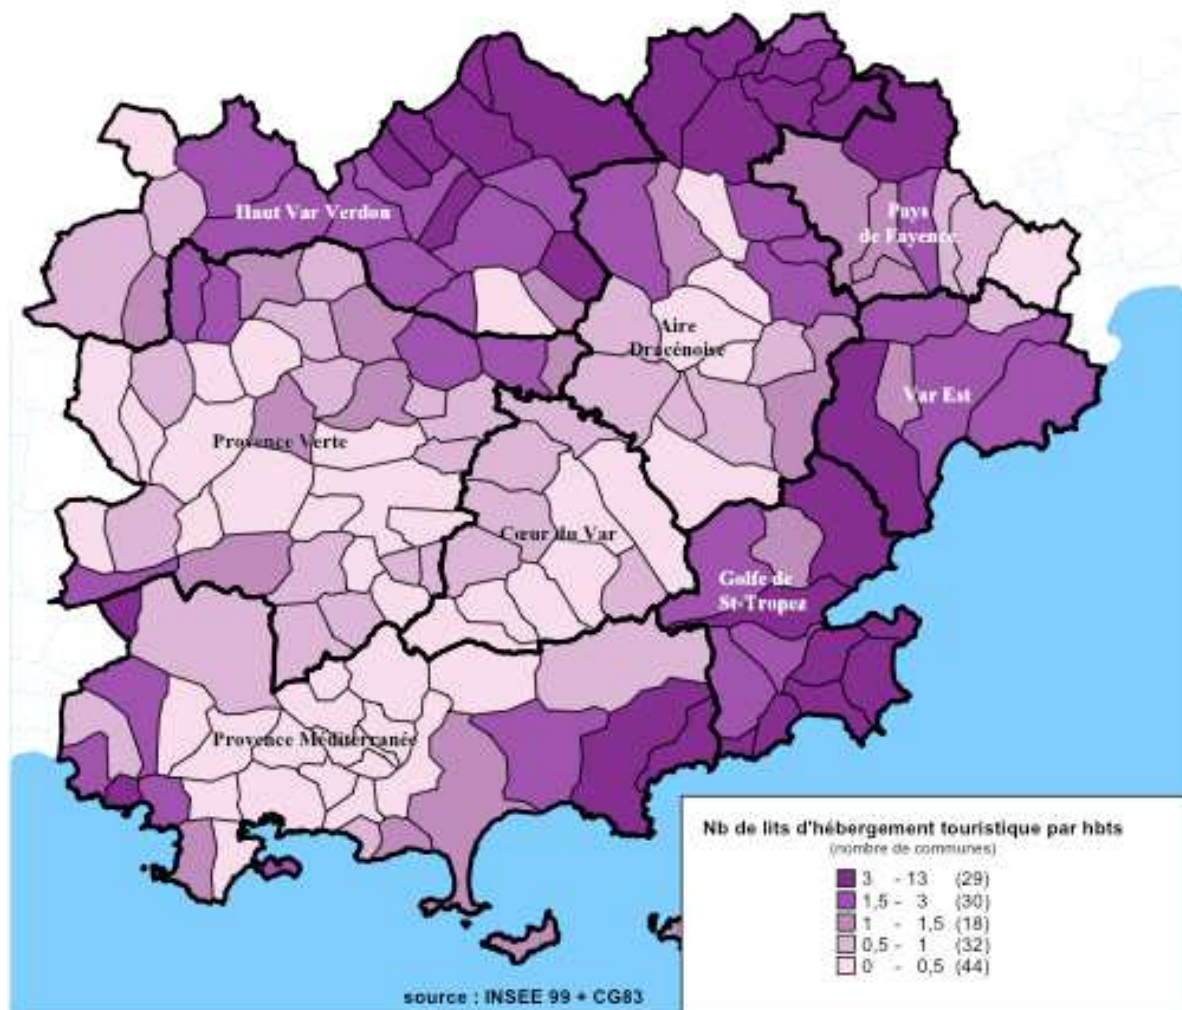 Haut Var Verdon
Pays
de Fayence
Aire
Dracénoise
Var Est
Provence Verte
Cœur du Var
Golfe de
St-Tropez
Provence Méditerranée
Nb de lits d'hébergement touristique par hbts
(nombre de communes)
3 - 13 (29)
1,5 - 3 (30)
1 - 1,5 (18)
0,5 - 1 (32)
0 - 0,5 (44)
source : INSEE 99 + CG83